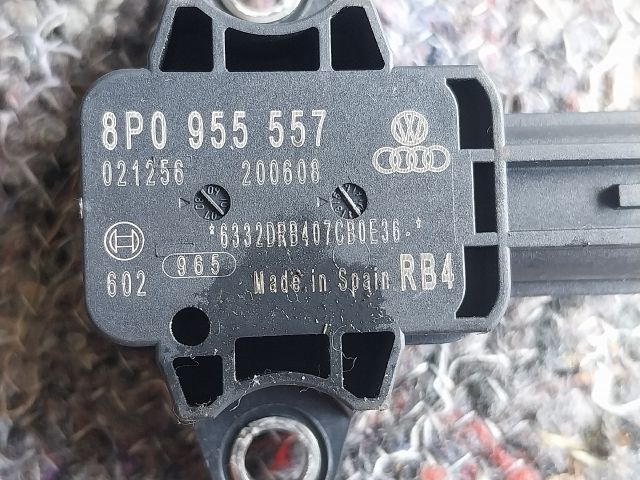 8P0 955 557
021256 200608
*6332DRB407CB0E36-*
602 965 Made in Spain RB4